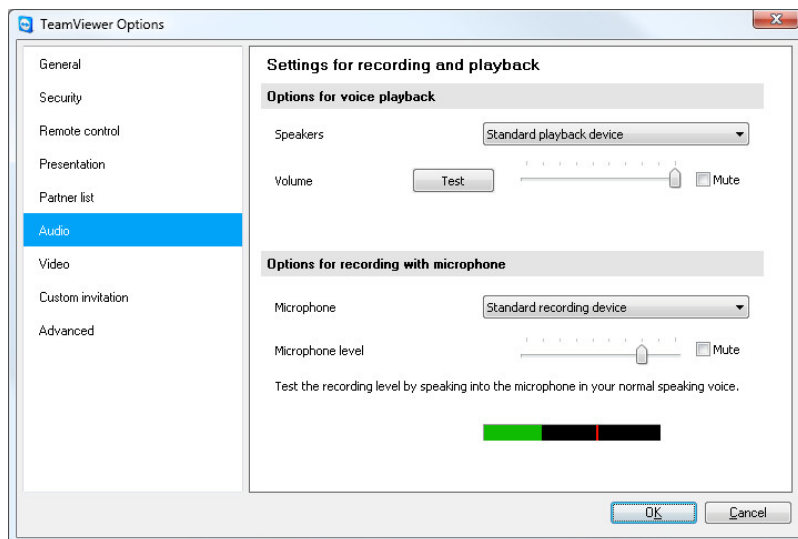 TeamViewer Options
General
Security
Remote control
Presentation
Partner list
Audio
Video
Custom invitation
Advanced
Settings for recording and playback
Options for voice playback
Speakers
Standard playback device
Volume
Test
Mute
Options for recording with microphone
Microphone
Standard recording device
Microphone level
Mute
Test the recording level by speaking into the microphone in your normal speaking voice.
OK
Cancel